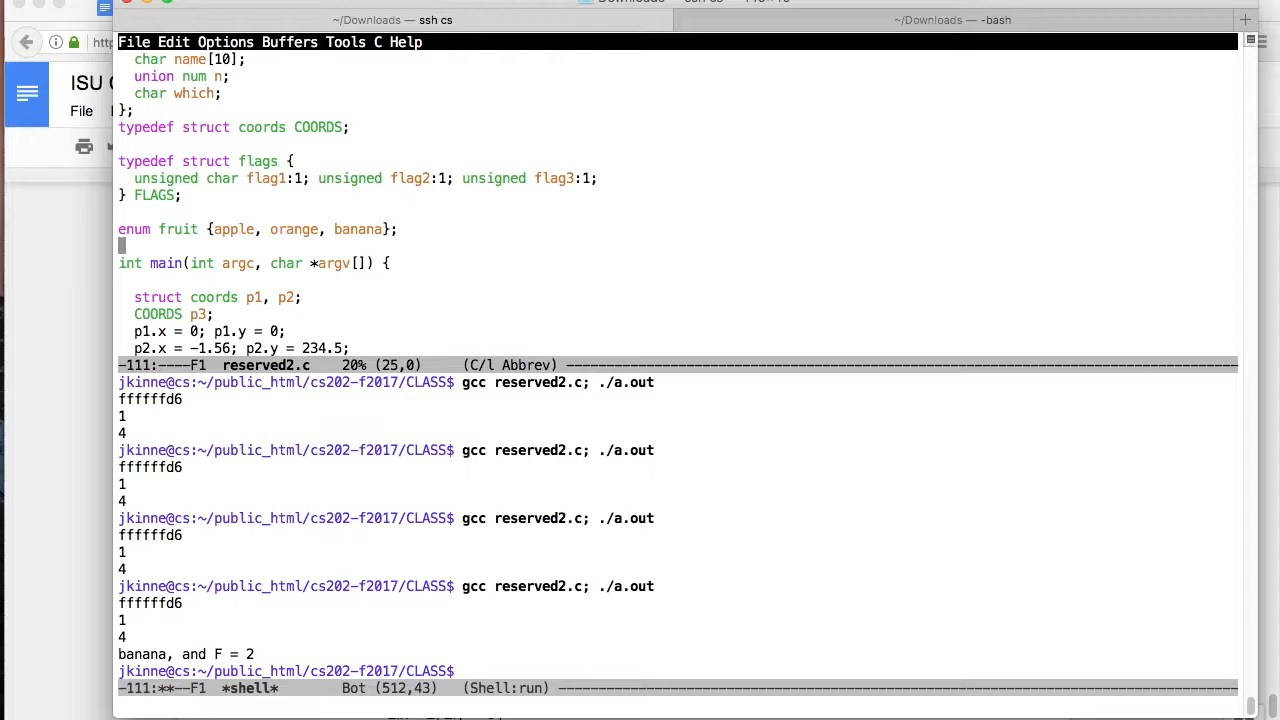 ~/Downloads — ssh cs
~/Downloads — -bash
File Edit Options Buffers Tools C Help
char name[10];
union num n;
char which;
};
typedef struct coords COORDS;
typedef struct flags {
unsigned char flag1:1; unsigned flag2:1; unsigned flag3:1;
} FLAGS;
enum fruit {apple, orange, banana};
int main(int argc, char *argv[]) {
struct coords p1, p2;
COORDS p3;
p1.x = 0; p1.y = 0;
p2.x = -1.56; p2.y = 234.5;
-111:----F1 reserved2.c 20% (25,0) (C/l Abbrev)
jkinne@cs:~/public_html/cs202-f2017/CLASS$ gcc reserved2.c; ./a.out
ffffffd6
1
4
jkinne@cs:~/public_html/cs202-f2017/CLASS$ gcc reserved2.c; ./a.out
ffffffd6
1
4
jkinne@cs:~/public_html/cs202-f2017/CLASS$ gcc reserved2.c; ./a.out
ffffffd6
1
4
jkinne@cs:~/public_html/cs202-f2017/CLASS$ gcc reserved2.c; ./a.out
ffffffd6
1
4
banana, and F = 2
jkinne@cs:~/public_html/cs202-f2017/CLASS$
-111:**--F1 *shell* Bot (512,43) (Shell:run)
http
ISU
File